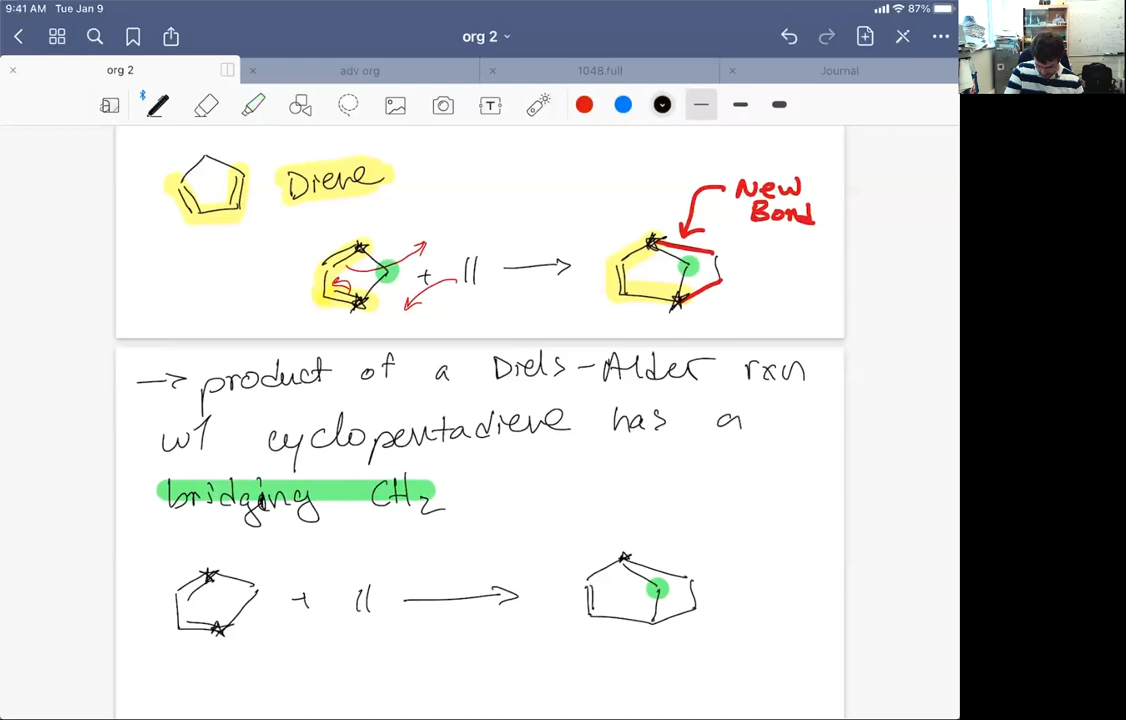 9:41 AM Tue Jan 9
87%
org 2
org 2
adv org
1048.full
Journal
Diene
New
Bond
+
→ product of a Diels-Alder rxn
w/ cyclopentadiene has a
bridging CH2
+